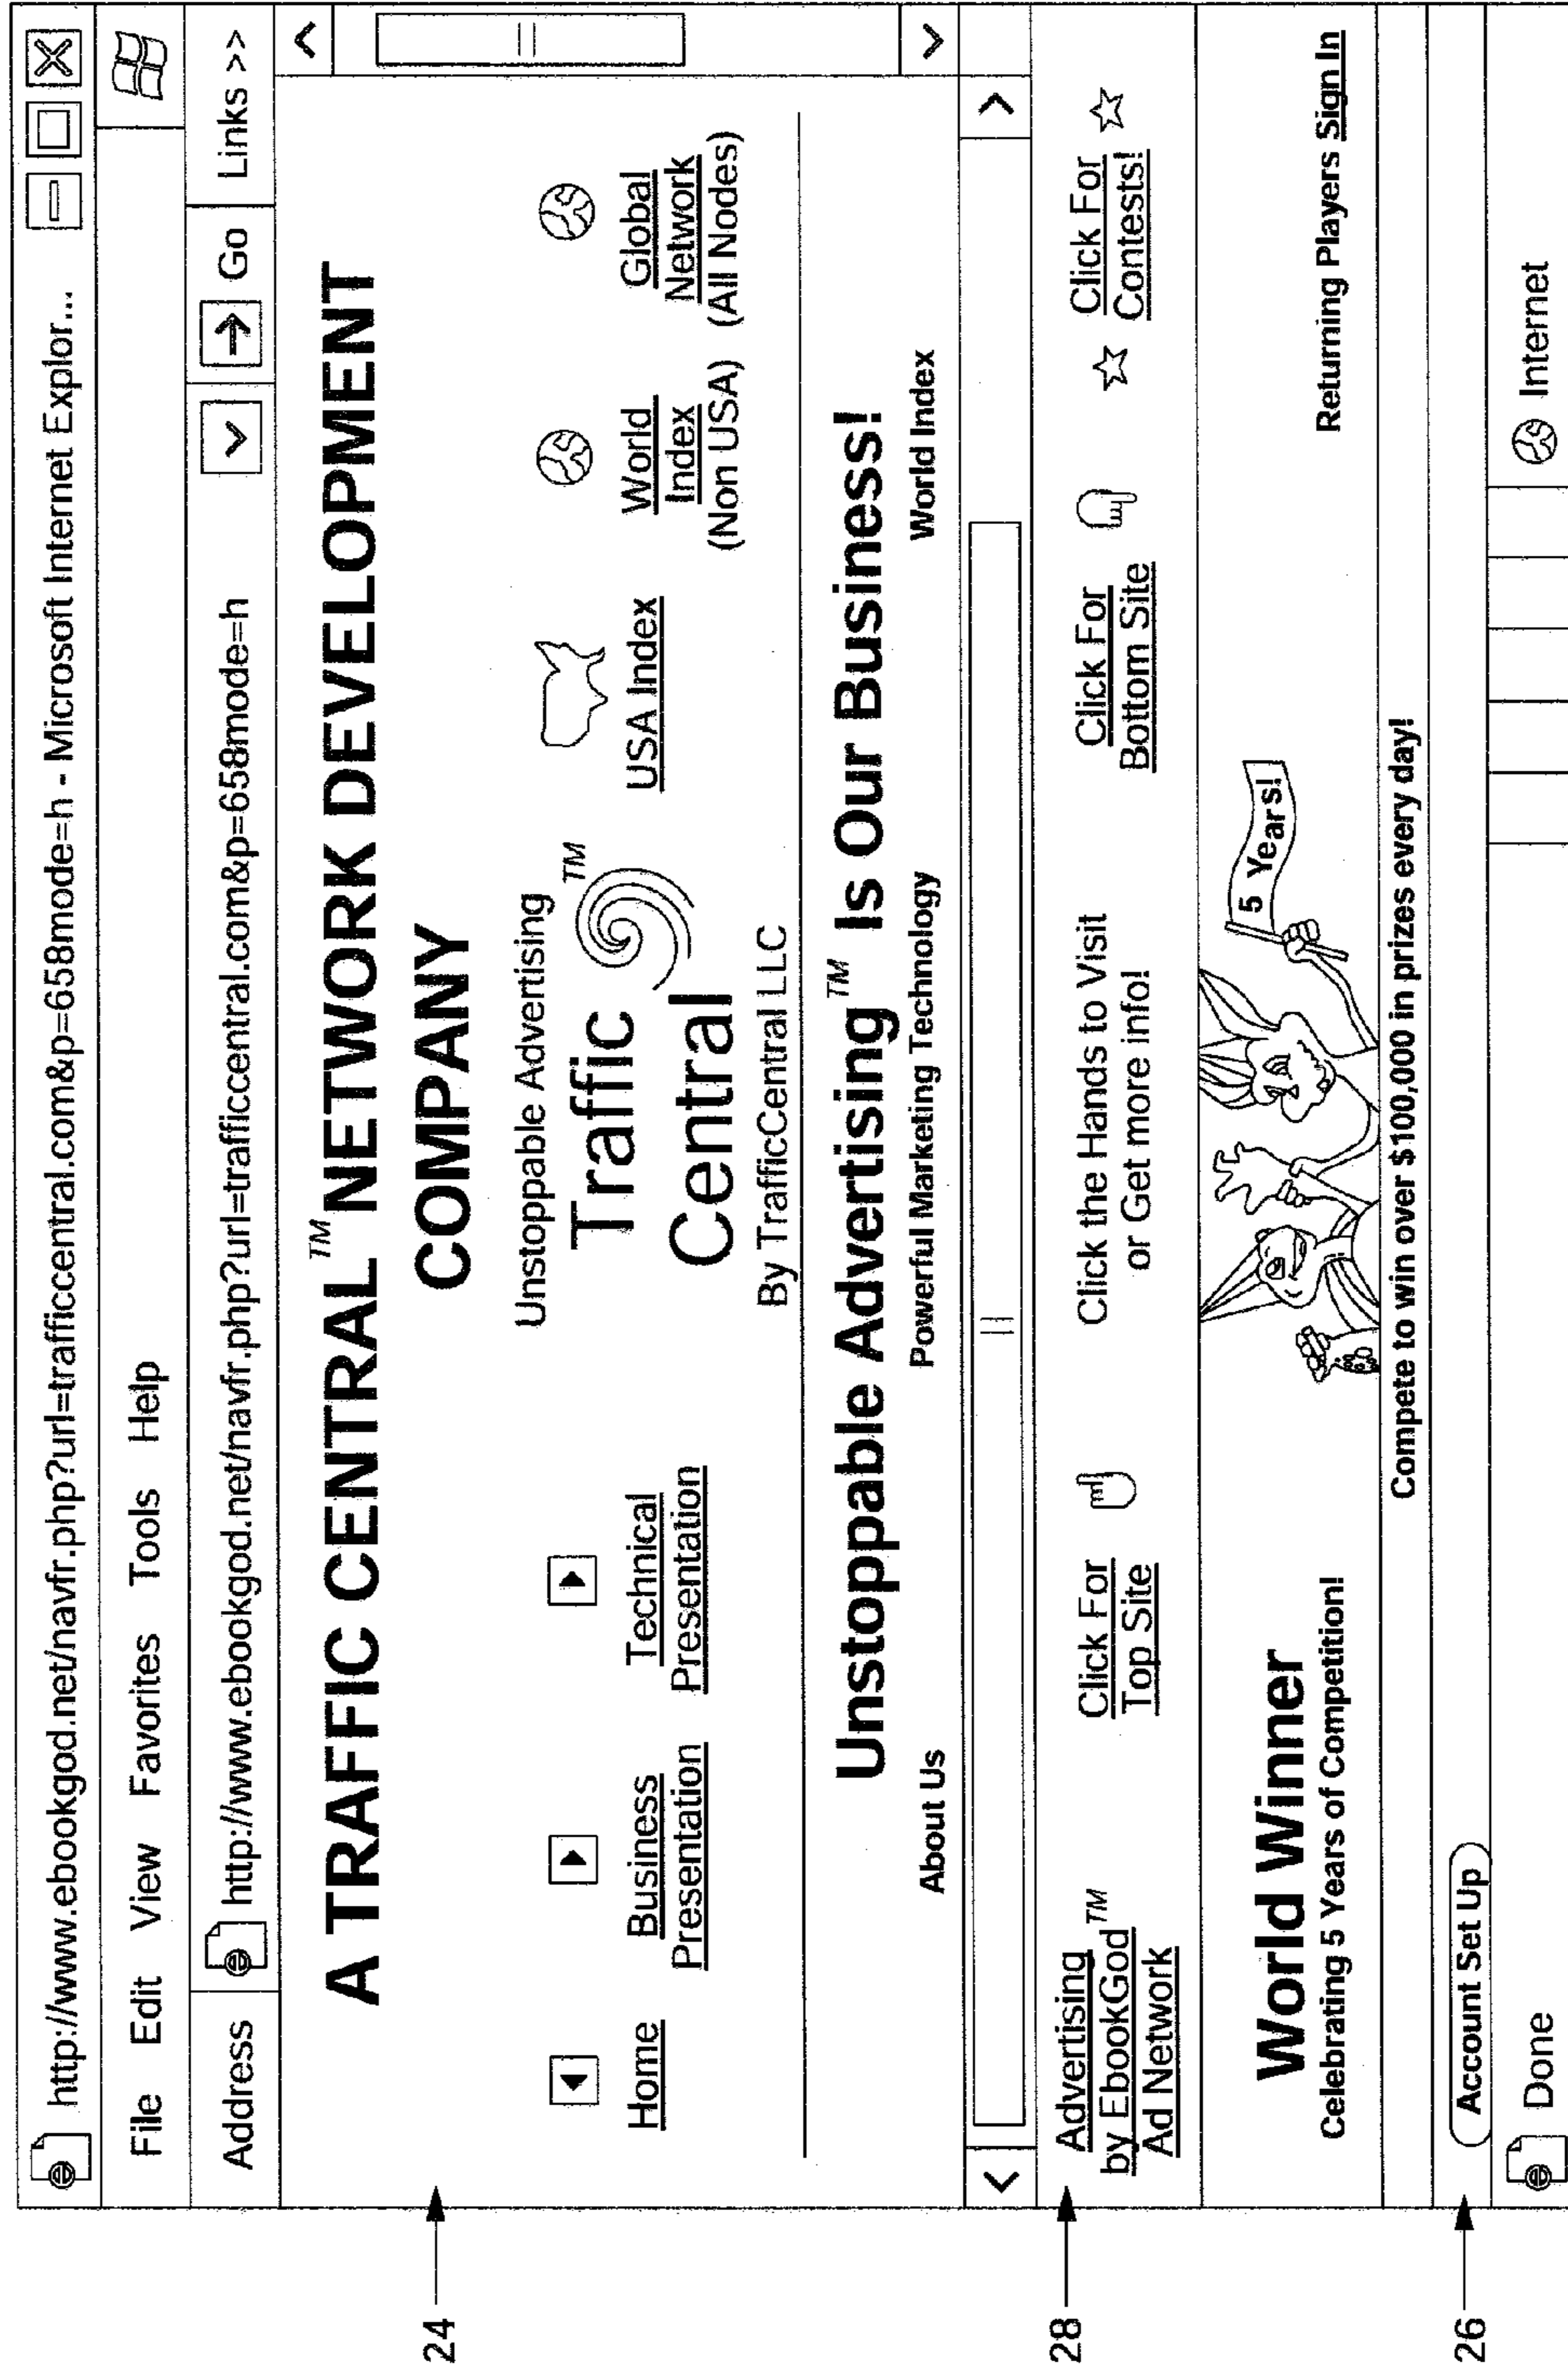 http://www.ebookgod.net/navfr.php?url=trafficcentral.com&p=658mode=h - Microsoft Internet Explor...
File Edit View Favorites Tools Help
Address http://www.ebookgod.net/navfr.php?url=trafficcentral.com&p=658mode=h Go Links >>
A TRAFFIC CENTRAL™ NETWORK DEVELOPMENT
COMPANY
24
Unstoppable Advertising
Traffic Central™
By TrafficCentral LLC
Home
Business
Presentation
Technical
Presentation
USA Index
World
Index
(Non USA)
Global
Network
(All Nodes)
Unstoppable Advertising™ Is Our Business!
About Us Powerful Marketing Technology World Index
28
Advertising
by EbookGod™
Ad Network
Click For
Top Site
Click the Hands to Visit
or Get more info!
Click For
Bottom Site
Click For
Contests!
World Winner
Celebrating 5 Years of Competition!
5 Years!
Returning Players Sign In
Compete to win over $100,000 in prizes every day!
26
Account Set Up
Done Internet